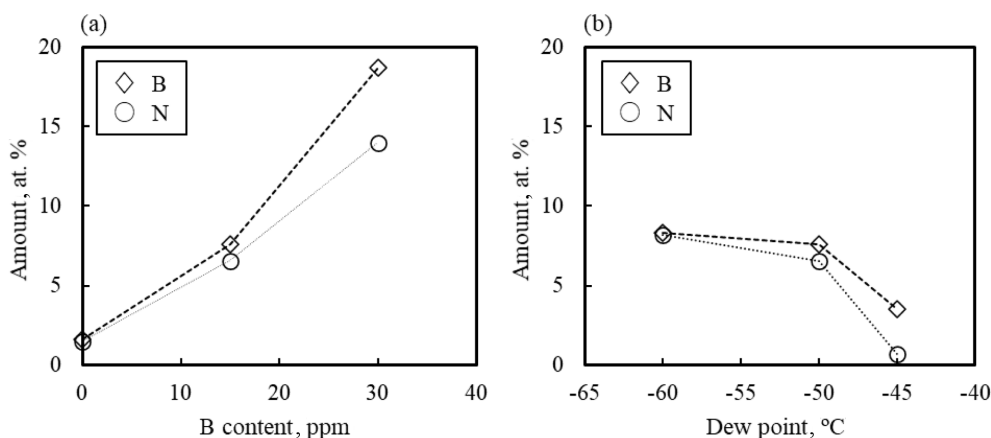 (a)
20
15
10
5
0
0 10 20 30 40
B
N
Amount, at. %
B content, ppm
(b)
20
15
10
5
0
-65 -60 -55 -50 -45 -40
B
N
Amount, at. %
Dew point, ºC